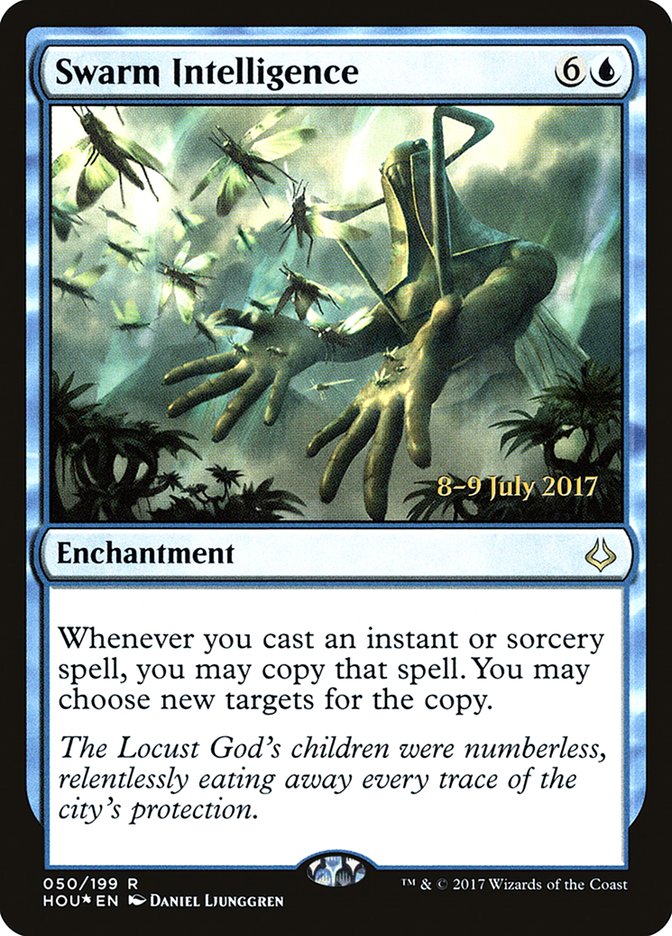 Swarm Intelligence
6
8–9 July 2017
Enchantment
Whenever you cast an instant or sorcery
spell, you may copy that spell. You may
choose new targets for the copy.
The Locust God's children were numberless,
relentlessly eating away every trace of the
city's protection.
050/199 R
HOU★EN Daniel Ljunggren
™ & © 2017 Wizards of the Coast